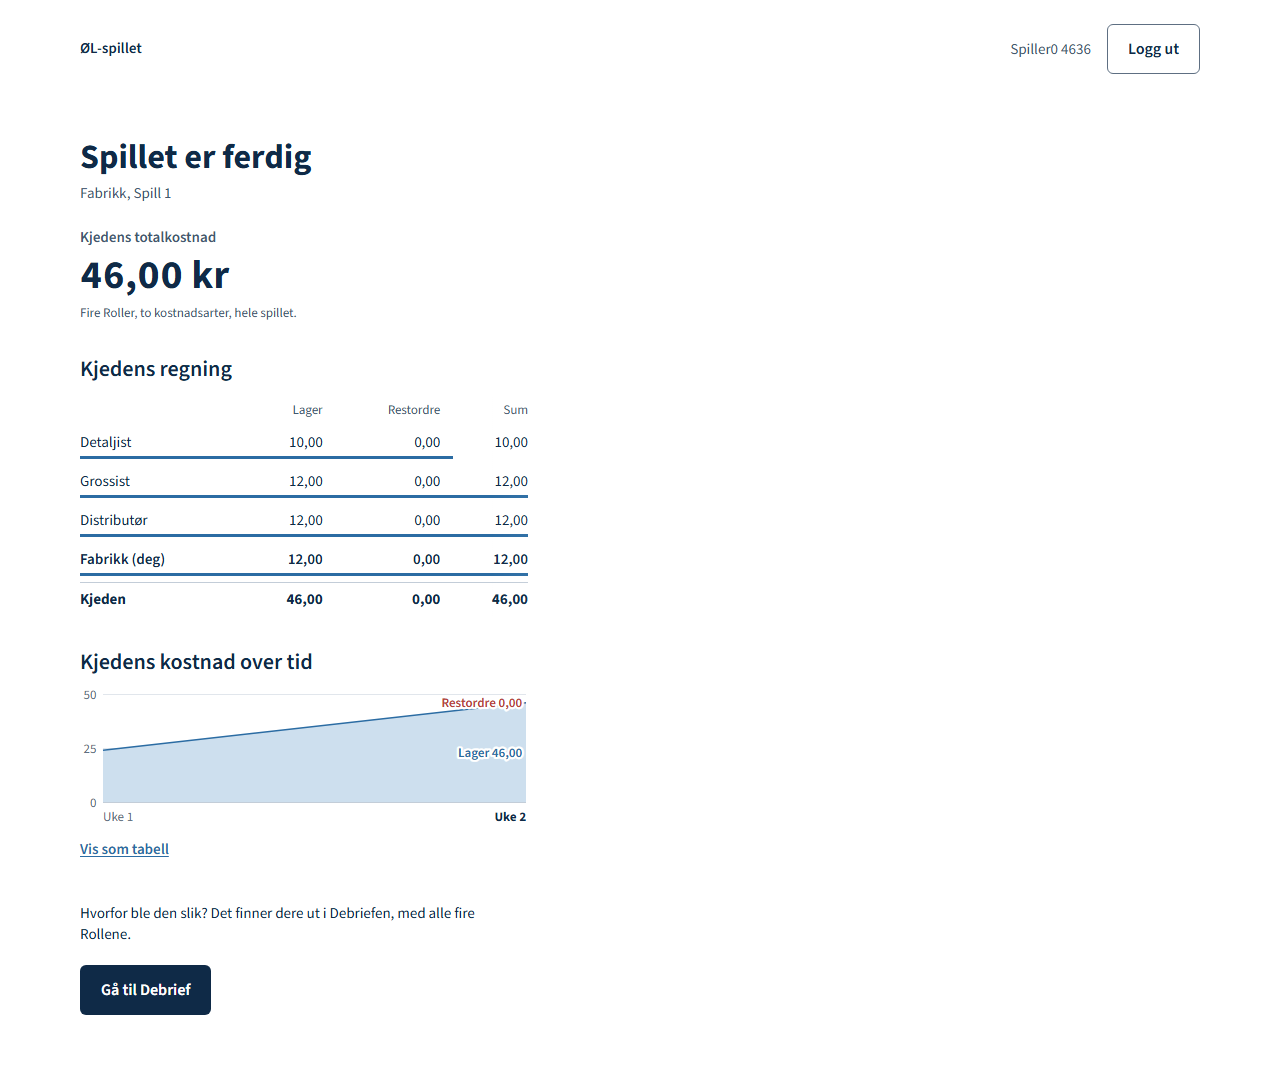 ØL-spillet
Spiller0 4636
Logg ut
Spillet er ferdig
Fabrikk, Spill 1
Kjedens totalkostnad
46,00 kr
Fire Roller, to kostnadsarter, hele spillet.
Kjedens regning
Lager Restordre Sum
Detaljist 10,00 0,00 10,00
Grossist 12,00 0,00 12,00
Distributør 12,00 0,00 12,00
Fabrikk (deg) 12,00 0,00 12,00
Kjeden 46,00 0,00 46,00
Kjedens kostnad over tid
50
Restordre 0,00
25
Lager 46,00
0
Uke 1 Uke 2
Vis som tabell
Hvorfor ble den slik? Det finner dere ut i Debriefen, med alle fire
Rollene.
Gå til Debrief